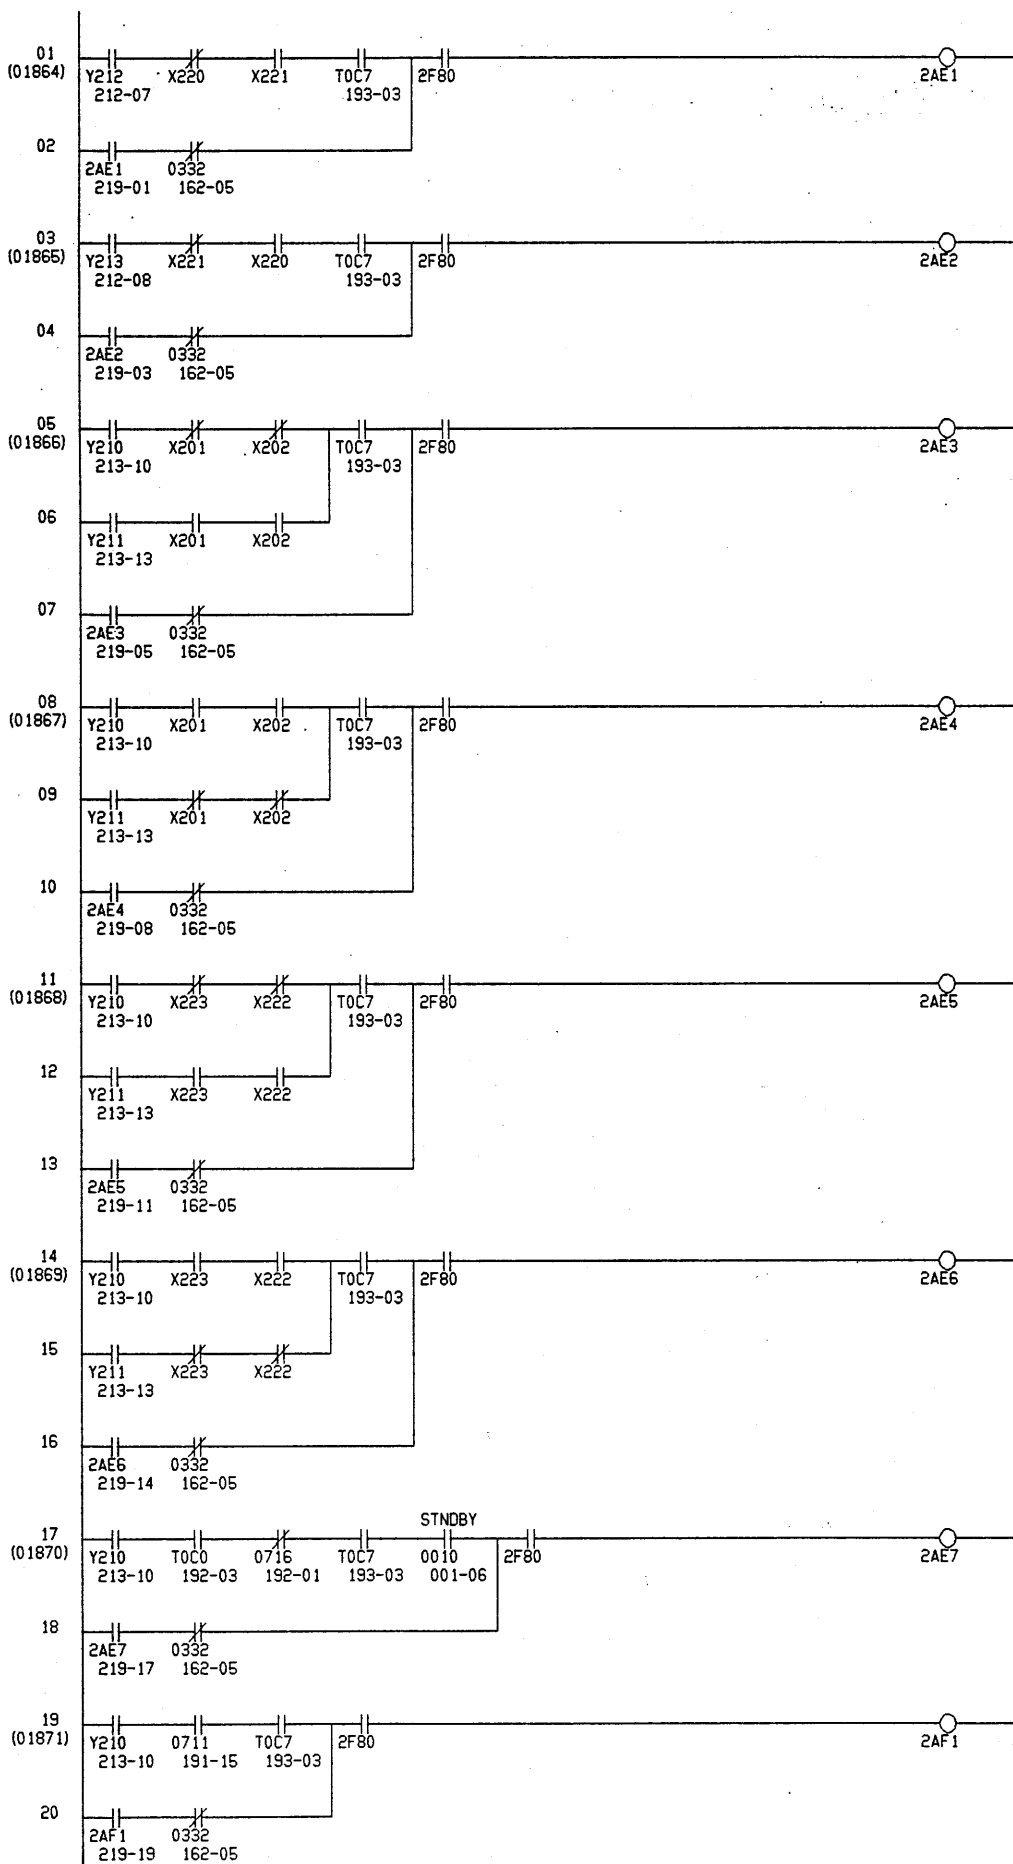 01
(01864) Y212 X220 X221 T0C7 2F80 2AE1
212-07 193-03
02
2AE1 0332
219-01 162-05
03
(01865) Y213 X221 X220 T0C7 2F80 2AE2
212-08 193-03
04
2AE2 0332
219-03 162-05
05
(01866) Y210 X201 X202 T0C7 2F80 2AE3
213-10 193-03
06
Y211 X201 X202
213-13
07
2AE3 0332
219-05 162-05
08
(01867) Y210 X201 X202 T0C7 2F80 2AE4
213-10 193-03
09
Y211 X201 X202
213-13
10
2AE4 0332
219-08 162-05
11
(01868) Y210 X223 X222 T0C7 2F80 2AE5
213-10 193-03
12
Y211 X223 X222
213-13
13
2AE5 0332
219-11 162-05
14
(01869) Y210 X223 X222 T0C7 2F80 2AE6
213-10 193-03
15
Y211 X223 X222
213-13
16
2AE6 0332
219-14 162-05
STNDBY
17
(01870) Y210 T0C0 0716 T0C7 0010 2F80 2AE7
213-10 192-03 192-01 193-03 001-06
18
2AE7 0332
219-17 162-05
19
(01871) Y210 0711 T0C7 2F80 2AF1
213-10 191-15 193-03
20
2AF1 0332
219-19 162-05